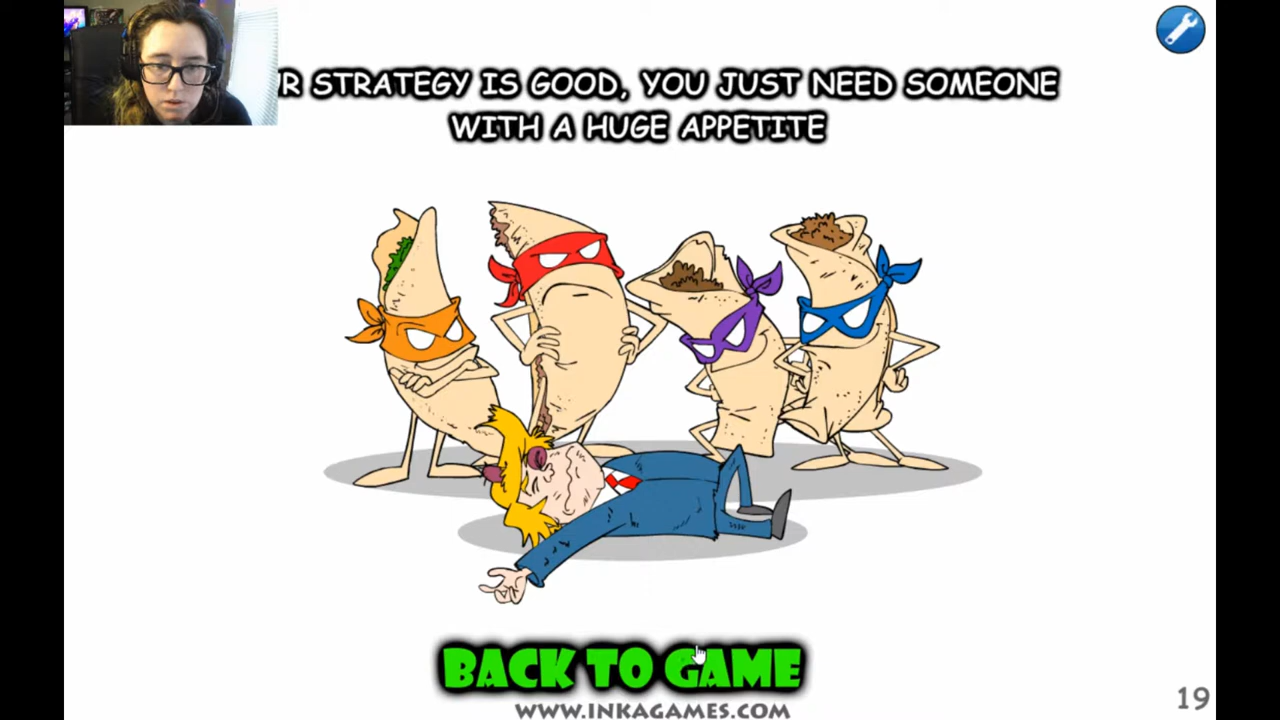 R STRATEGY IS GOOD, YOU JUST NEED SOMEONE
WITH A HUGE APPETITE
BACK TO GAME
WWW.INKAGAMES.COM
19